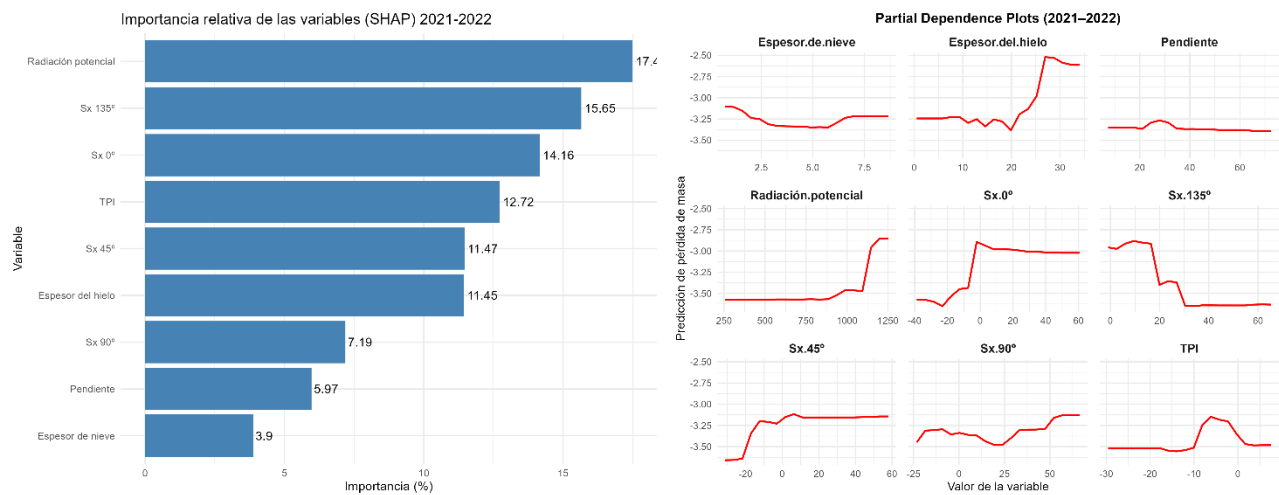 Importancia relativa de las variables (SHAP) 2021-2022
Variable
Radiación potencial
17.4
Sx 135º
15.65
Sx 0º
14.16
TPI
12.72
Sx 45º
11.47
Espesor del hielo
11.45
Sx 90º
7.19
Pendiente
5.97
Espesor de nieve
3.9
0 5 10 15
Importancia (%)
Partial Dependence Plots (2021–2022)
Predicción de pérdida de masa
Espesor.de.nieve Espesor.del.hielo Pendiente
-2.50
-2.75
-3.00
-3.25
-3.50
2.5 5.0 7.5 0 10 20 30 20 40 60
Radiación.potencial Sx.0º Sx.135º
-2.50
-2.75
-3.00
-3.25
-3.50
250 500 750 1000 1250 -40 -20 0 20 40 60 0 20 40 60
Sx.45º Sx.90º TPI
-2.50
-2.75
-3.00
-3.25
-3.50
-20 0 20 40 60 -25 0 25 50 -30 -20 -10 0
Valor de la variable